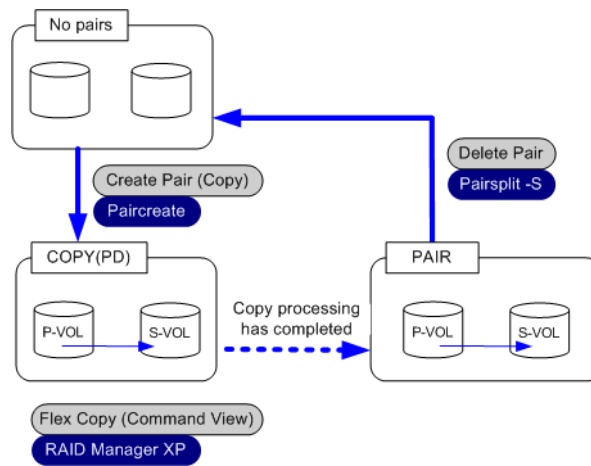 No pairs
Create Pair (Copy)
Paircreate
Delete Pair
Pairsplit -S
COPY(PD)
P-VOL
S-VOL
Copy processing
has completed
PAIR
P-VOL
S-VOL
Flex Copy (Command View)
RAID Manager XP